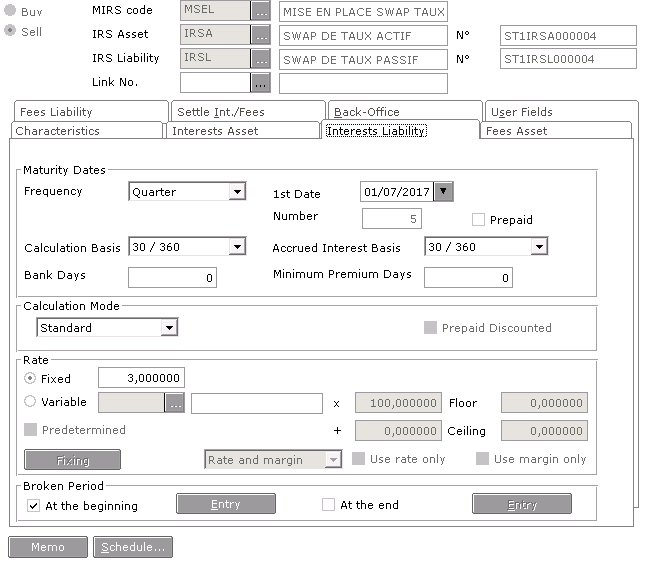 Buy MIRS code MSEL ... MISE EN PLACE SWAP TAUX
Sell IRS Asset IRSA ... SWAP DE TAUX ACTIF N° ST1IRSA000004
IRS Liability IRSL ... SWAP DE TAUX PASSIF N° ST1IRSL000004
Link No. ...
Fees Liability Settle Int./Fees Back-Office User Fields
Characteristics Interests Asset Interests Liability Fees Asset
Maturity Dates
Frequency Quarter 1st Date 01/07/2017
Number 5 Prepaid
Calculation Basis 30 / 360 Accrued Interest Basis 30 / 360
Bank Days 0 Minimum Premium Days 0
Calculation Mode
Standard Prepaid Discounted
Rate
Fixed 3,000000
Variable ... x 100,000000 Floor 0,000000
Predetermined + 0,000000 Ceiling 0,000000
Fixing Rate and margin Use rate only Use margin only
Broken Period
At the beginning Entry At the end Entry
Memo Schedule...